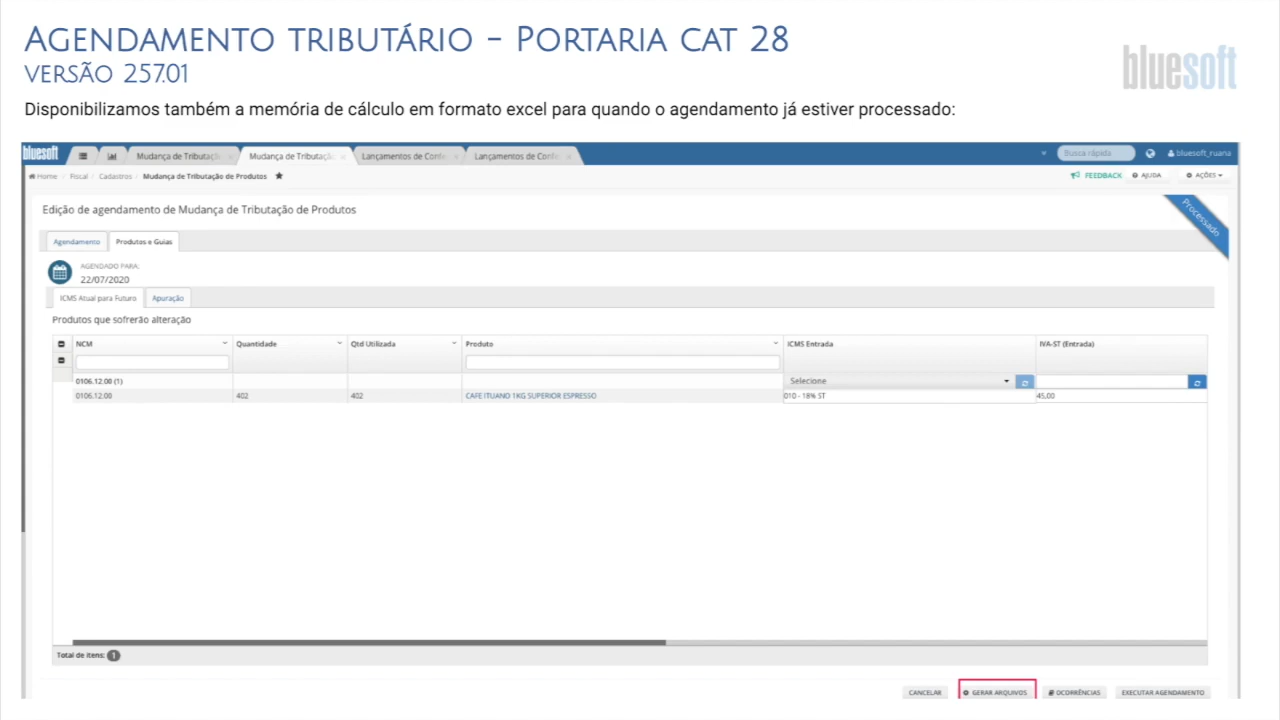 AGENDAMENTO TRIBUTÁRIO - PORTARIA CAT 28
VERSÃO 257.01
bluesoft
Disponibilizamos também a memória de cálculo em formato excel para quando o agendamento já estiver processado:
bluesoft Mudança de Tributaçã Mudança de Tributaçã Lançamentos de Confe Lançamentos de Confe Busca rápida bluesoft_ruana
Home / Fiscal / Cadastros / Mudança de Tributação de Produtos FEEDBACK AJUDA AÇÕES
Edição de agendamento de Mudança de Tributação de Produtos
Processado
Agendamento Produtos e Guias
AGENDADO PARA:
22/07/2020
ICMS Atual para Futuro Apuração
Produtos que sofrerão alteração
NCM Quantidade Qtd Utilizada Produto ICMS Entrada IVA-ST (Entrada)
0106.12.00 (1) Selecione
0106.12.00 402 402 CAFE ITUANO 1KG SUPERIOR ESPRESSO 010 - 18% ST 45,00
Total de itens: 1
CANCELAR GERAR ARQUIVOS OCORRÊNCIAS EXECUTAR AGENDAMENTO